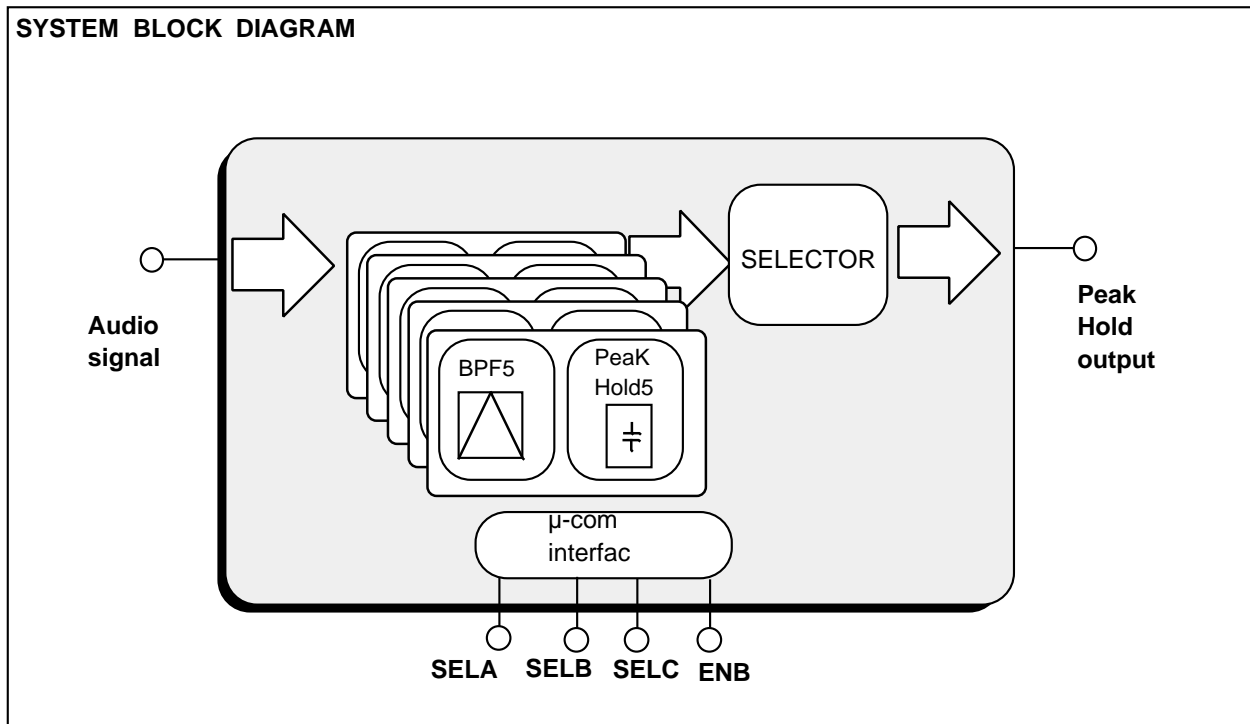 SYSTEM BLOCK DIAGRAM
Audio
signal
BPF5
PeaK
Hold5
SELECTOR
Peak
Hold
output
µ-com
interfac
SELA SELB SELC ENB